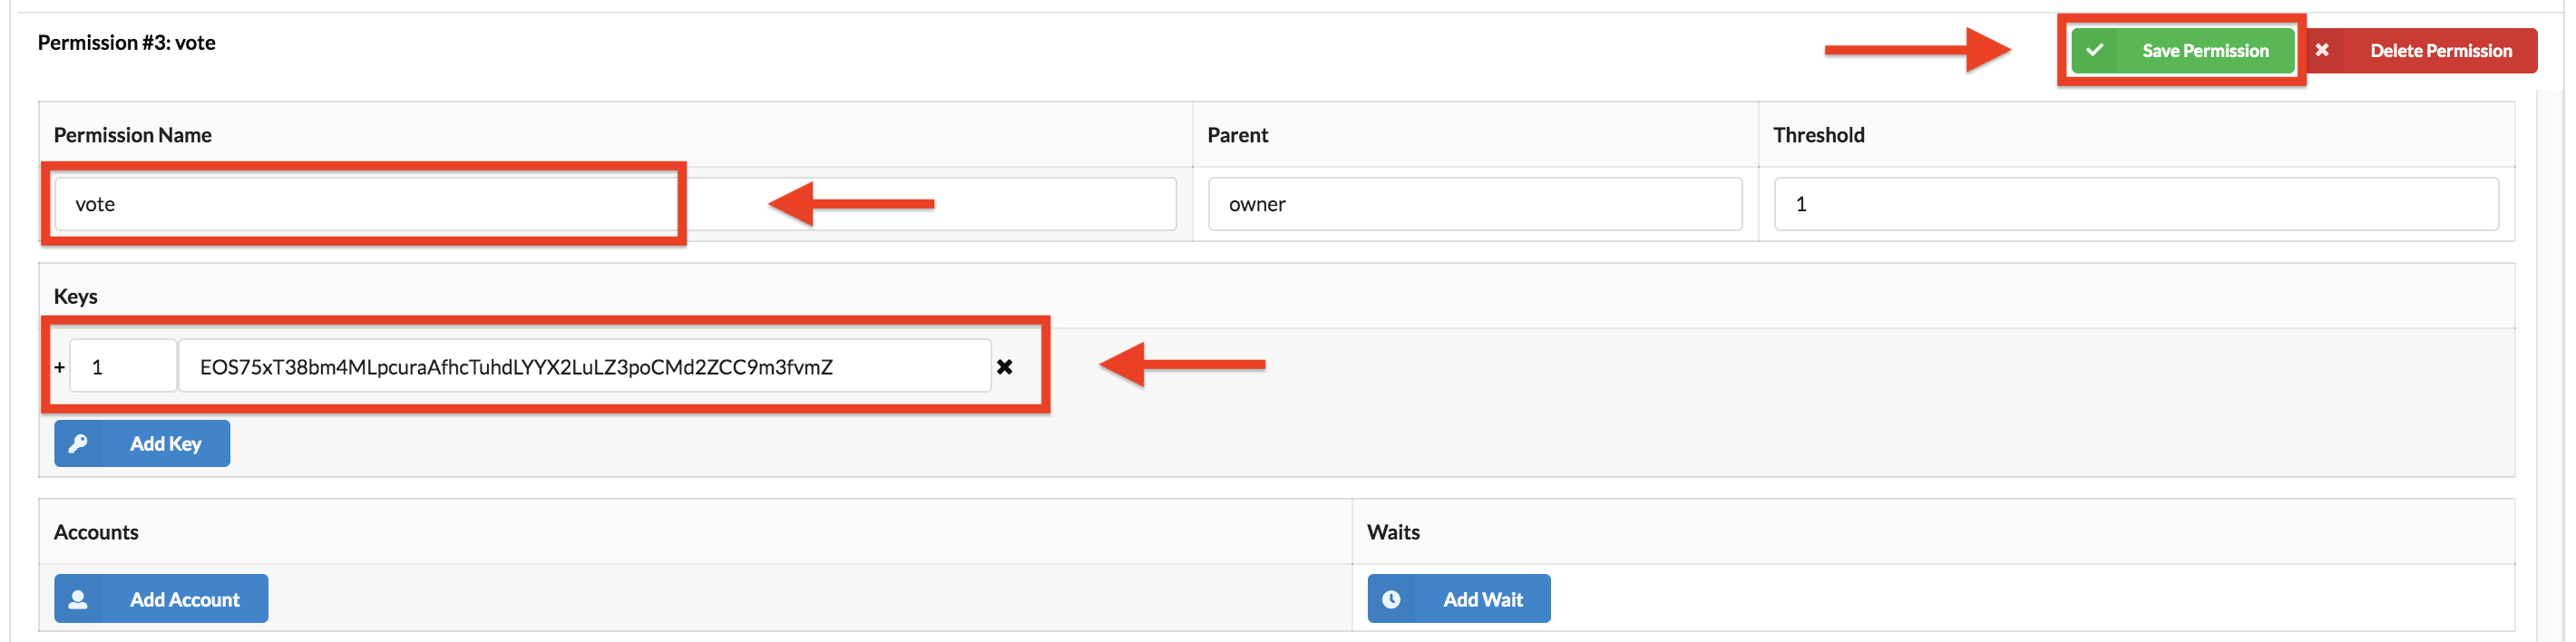 Permission #3: vote
Save Permission
Delete Permission
Permission Name
Parent
Threshold
vote
owner
1
Keys
+ 1 EOS75xT38bm4MLpcuraAfhcTuhdLYYX2LuLZ3poCMd2ZCC9m3fvmZ
Add Key
Accounts
Waits
Add Account
Add Wait